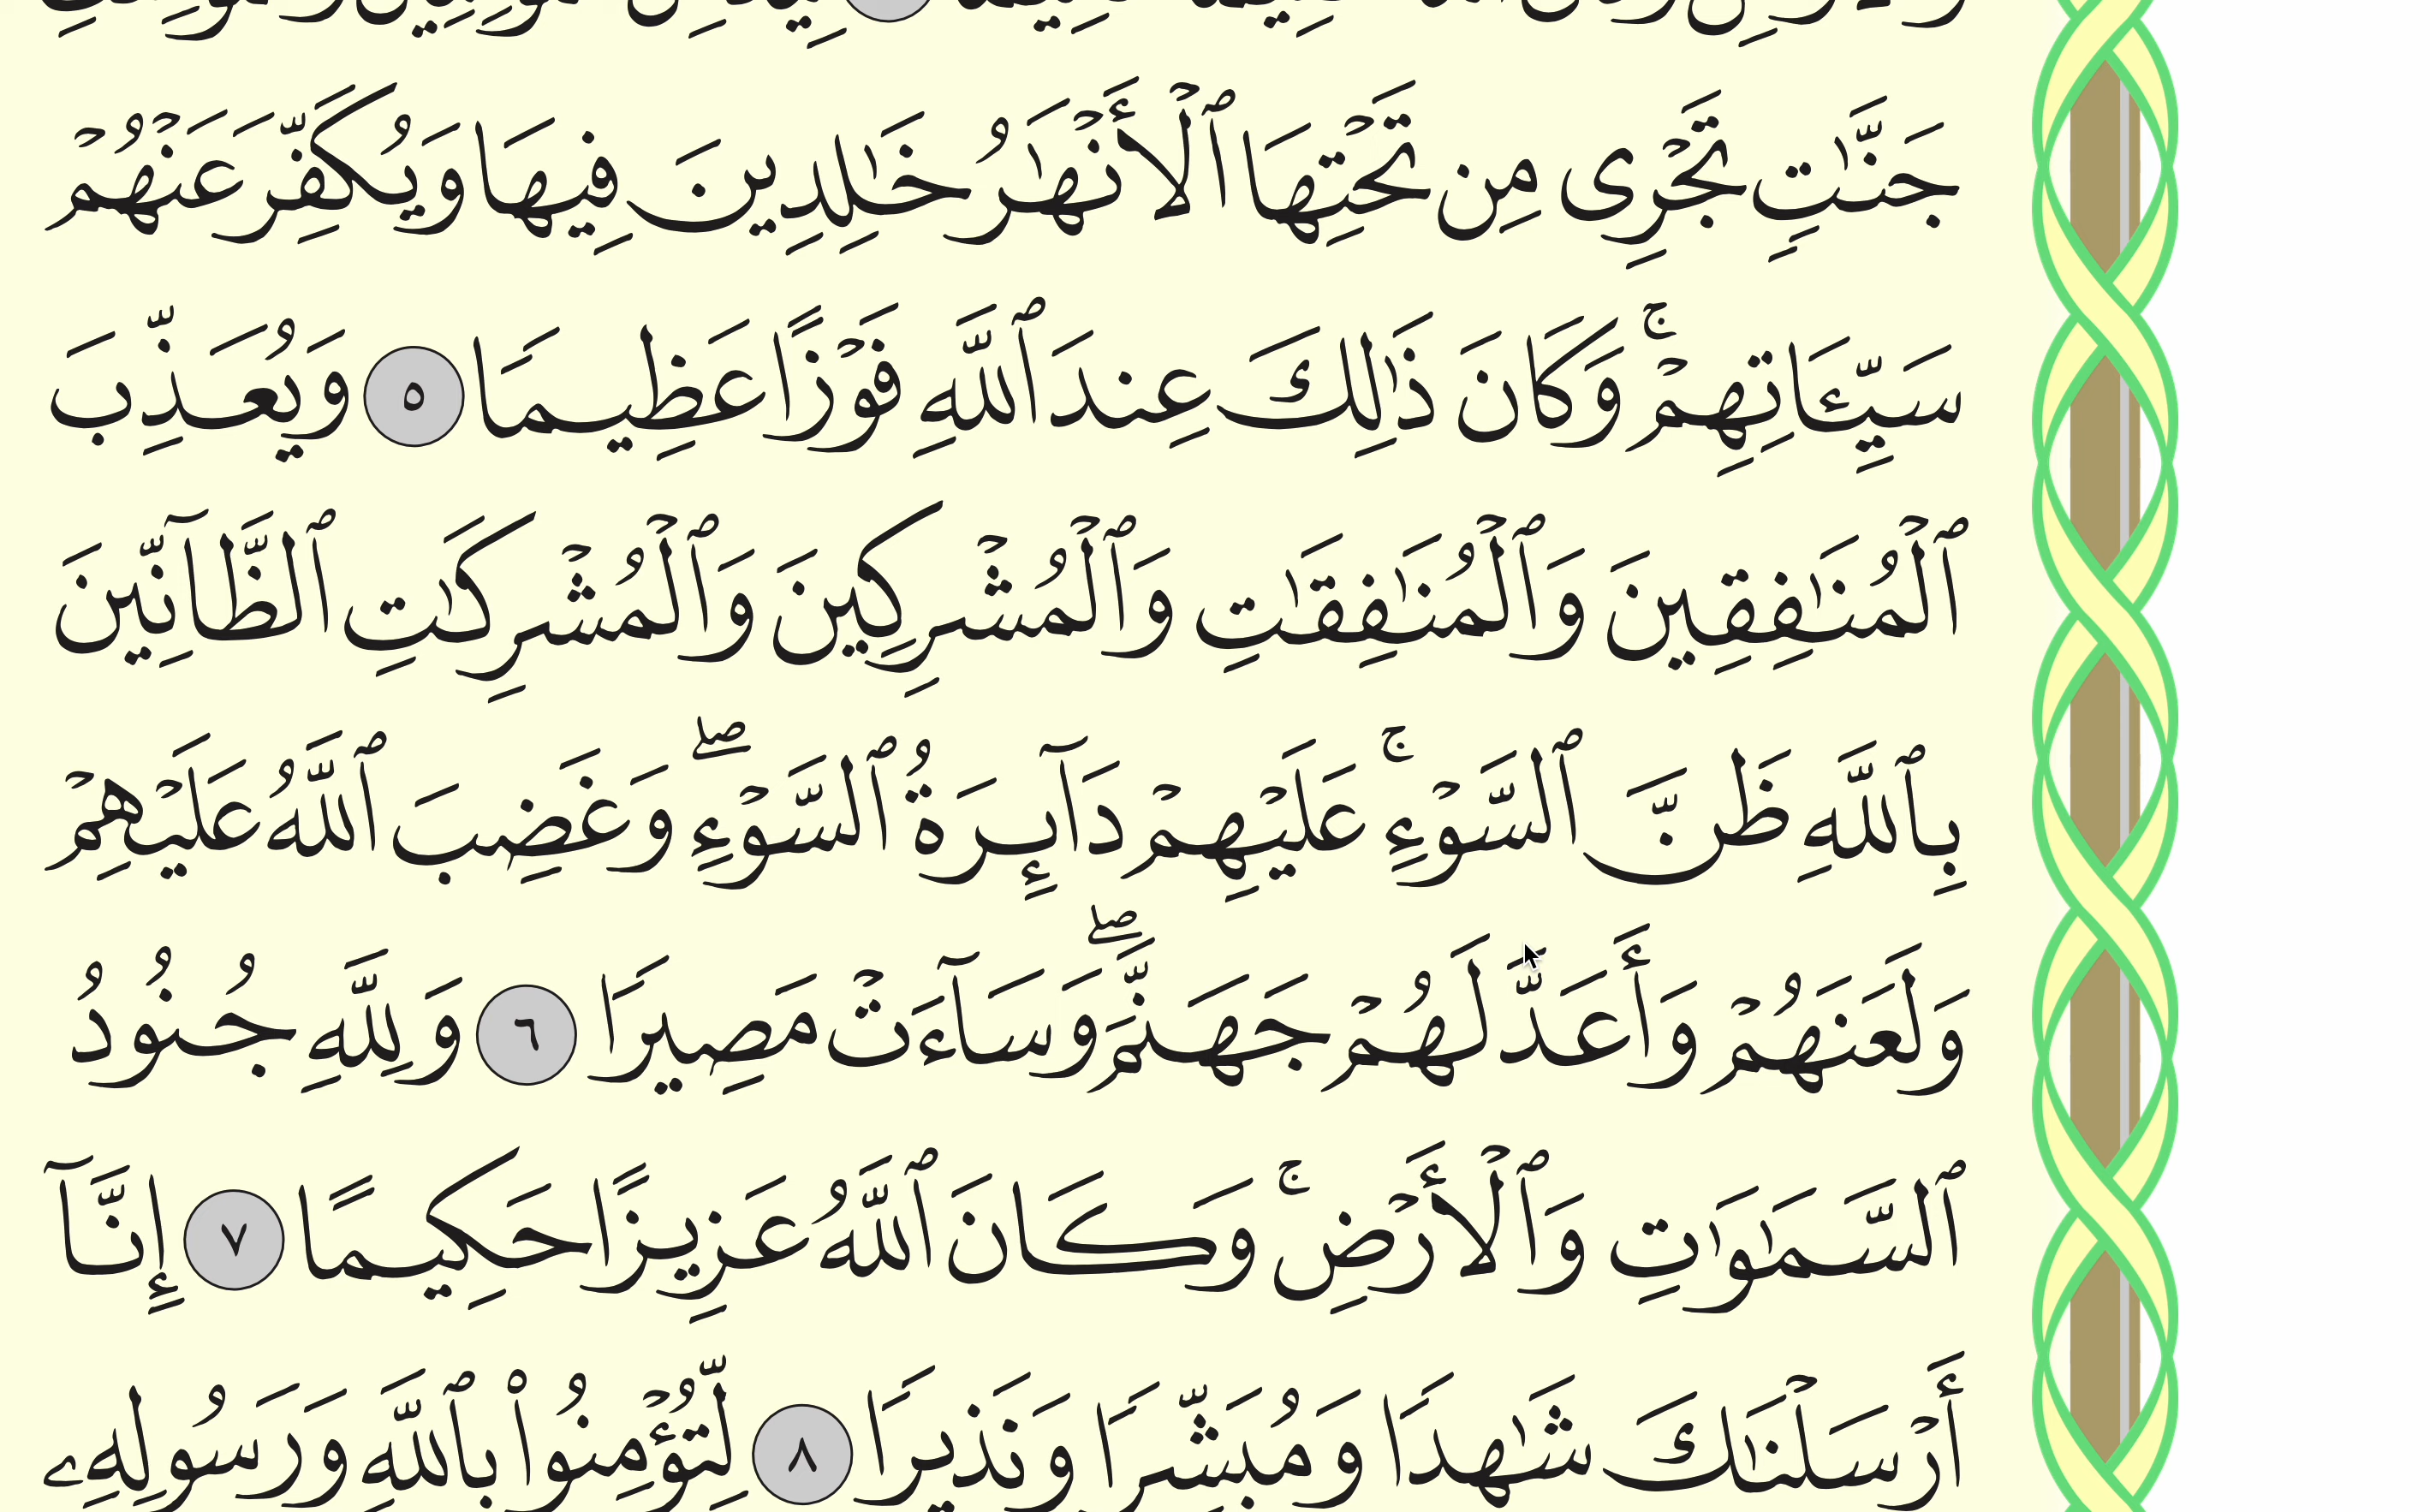 جَنَّٰتٍ تَجْرِى مِن تَحْتِهَا ٱلْأَنْهَٰرُ خَٰلِدِينَ فِيهَا وَيُكَفِّرَ عَنْهُمْ
سَيِّـَٔاتِهِمْ ۚ وَكَانَ ذَٰلِكَ عِندَ ٱللَّهِ فَوْزًا عَظِيمًا ٥ وَيُعَذِّبَ
ٱلْمُنَٰفِقِينَ وَٱلْمُنَٰفِقَٰتِ وَٱلْمُشْرِكِينَ وَٱلْمُشْرِكَٰتِ ٱلظَّآنِّينَ
بِٱللَّهِ ظَنَّ ٱلسَّوْءِ ۚ عَلَيْهِمْ دَآئِرَةُ ٱلسَّوْءِ ۖ وَغَضِبَ ٱللَّهُ عَلَيْهِمْ
وَلَعَنَهُمْ وَأَعَدَّ لَهُمْ جَهَنَّمَ ۖ وَسَآءَتْ مَصِيرًا ٦ وَلِلَّهِ جُنُودُ
ٱلسَّمَٰوَٰتِ وَٱلْأَرْضِ ۚ وَكَانَ ٱللَّهُ عَزِيزًا حَكِيمًا ٧ إِنَّآ
أَرْسَلْنَٰكَ شَٰهِدًا وَمُبَشِّرًا وَنَذِيرًا ٨ لِّتُؤْمِنُوا۟ بِٱللَّهِ وَرَسُولِهِۦ